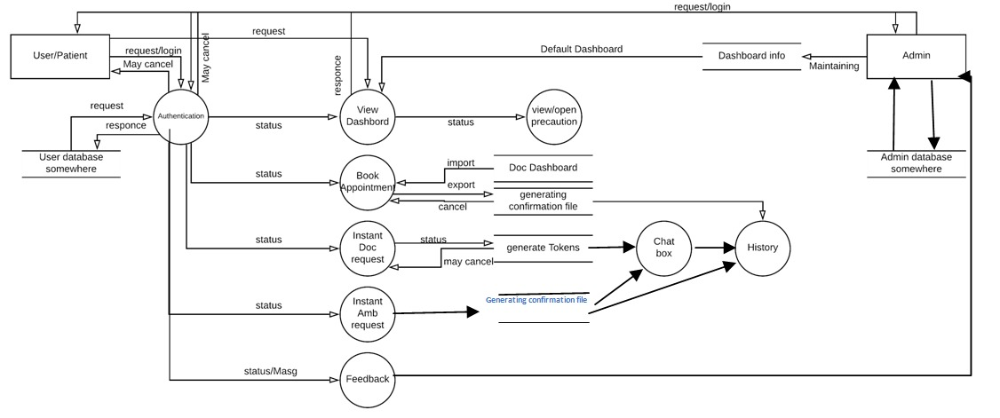 request/login
User/Patient
request
request/login
May cancel
May cancel
responce
Default Dashboard
Dashboard info
Maintaining
Admin
request
responce
Authentication
status
View
Dashbord
status
view/open
precaution
User database
somewhere
Admin database
somewhere
status
Book
Appointment
import
Doc Dashboard
export
generating
confirmation file
cancel
status
Instant
Doc
request
status
generate Tokens
may cancel
Chat
box
History
status
Instant
Amb
request
Generating confirmation file
status/Masg
Feedback